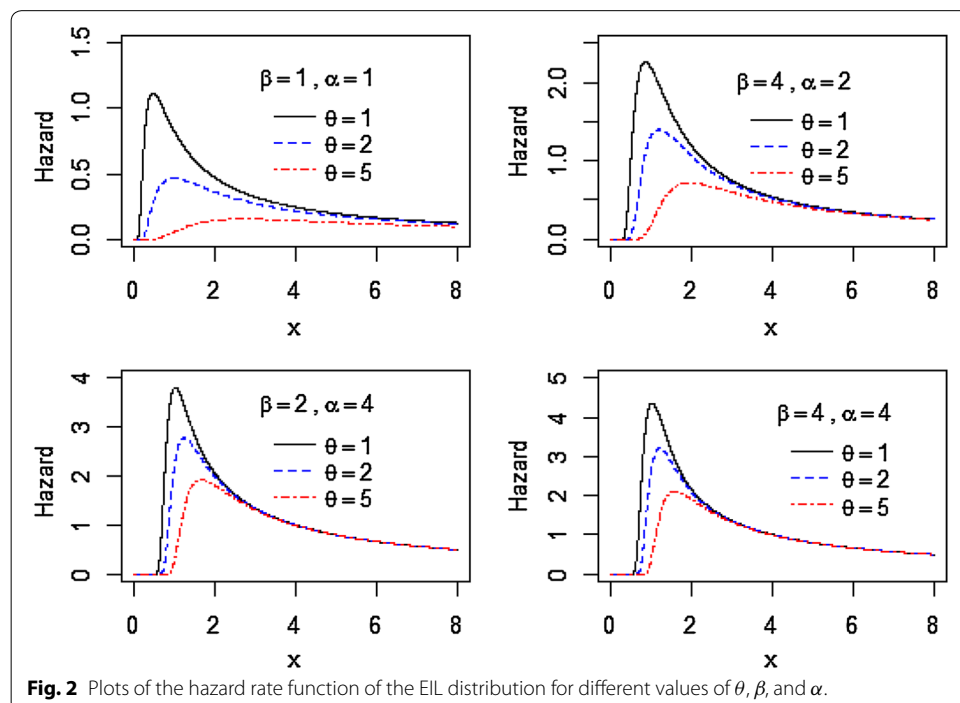 1.5
1.0
0.5
0.0
Hazard
β=1 , α=1
θ=1
θ=2
θ=5
0 2 4 6 8
x
2.0
1.0
0.0
Hazard
β=4 , α=2
θ=1
θ=2
θ=5
0 2 4 6 8
x
4
3
2
1
0
Hazard
β=2 , α=4
θ=1
θ=2
θ=5
0 2 4 6 8
x
5
4
3
2
1
0
Hazard
β=4 , α=4
θ=1
θ=2
θ=5
0 2 4 6 8
x
Fig. 2 Plots of the hazard rate function of the EIL distribution for different values of θ, β, and α.